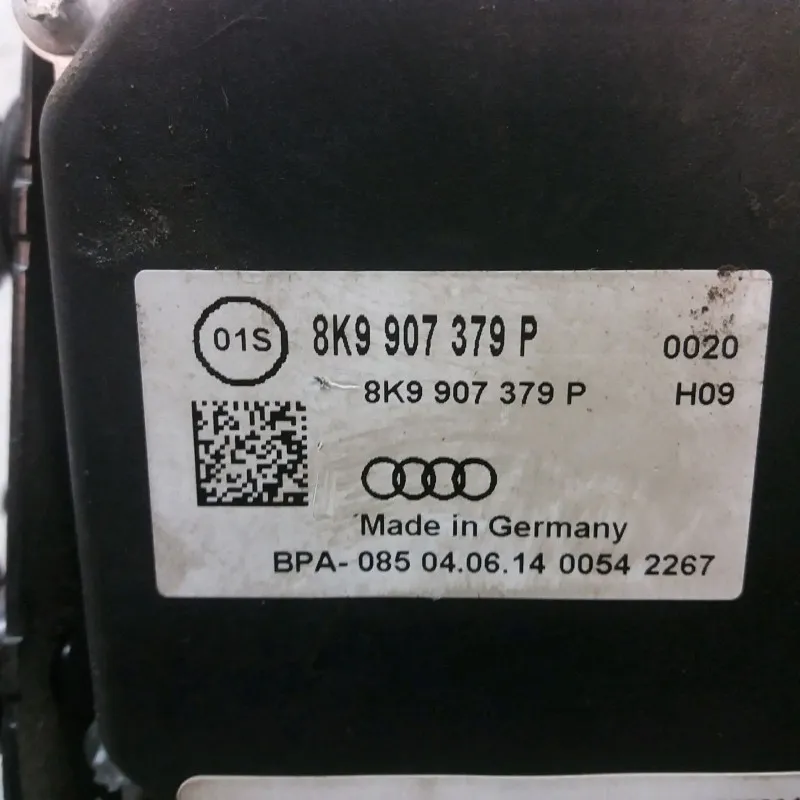 01S 8K9 907 379 P 0020
8K9 907 379 P H09
Made in Germany
BPA- 085 04.06.14 0054 2267